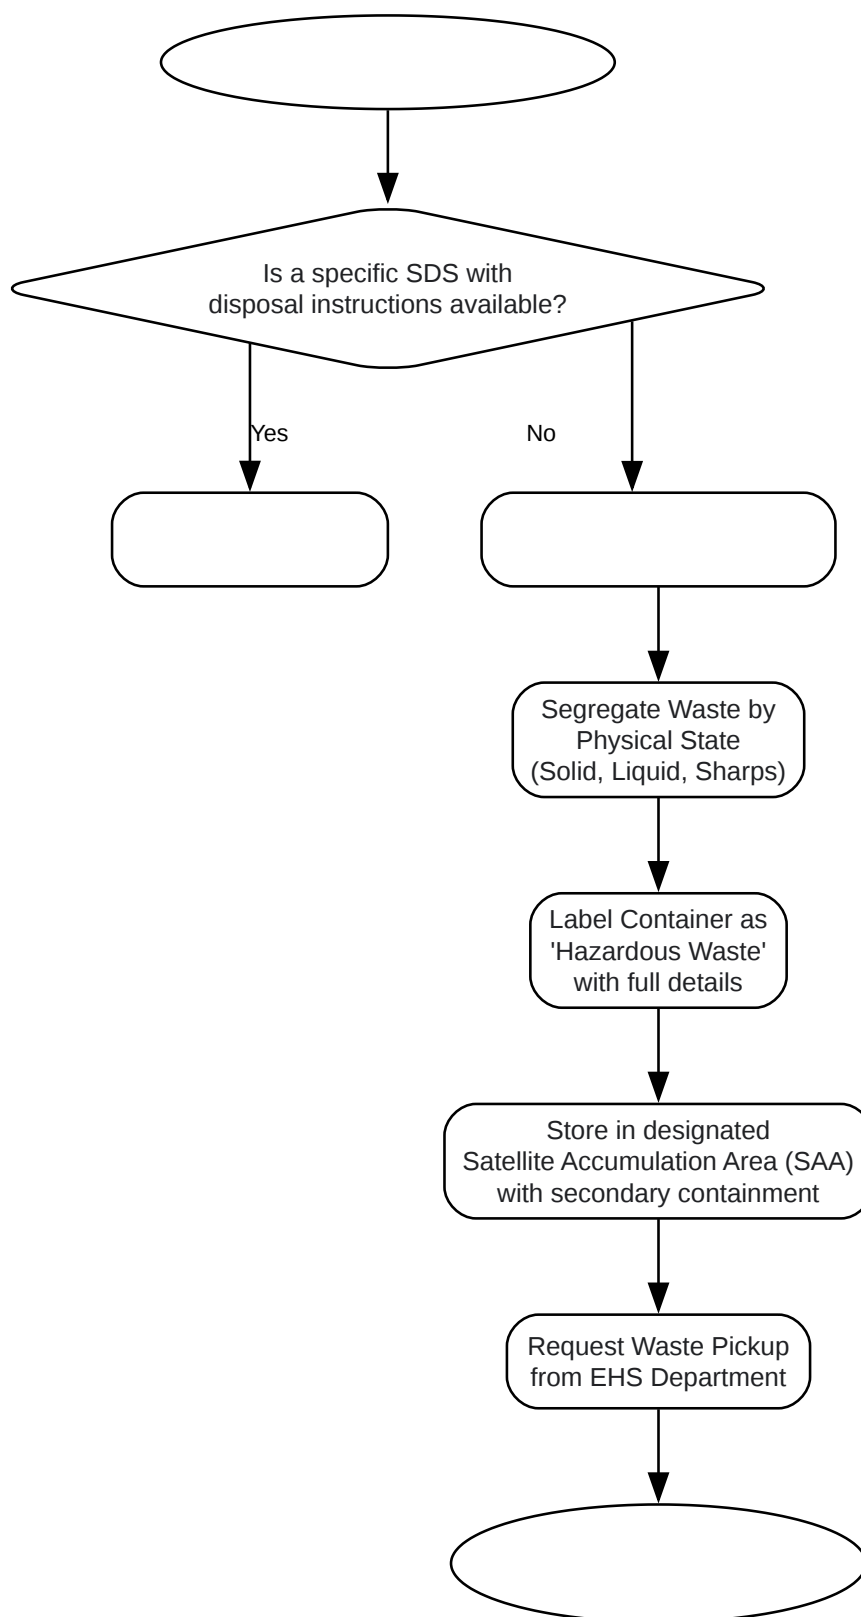 Is a specific SDS with
disposal instructions available?
Yes
No
Segregate Waste by
Physical State
(Solid, Liquid, Sharps)
Label Container as
'Hazardous Waste'
with full details
Store in designated
Satellite Accumulation Area (SAA)
with secondary containment
Request Waste Pickup
from EHS Department